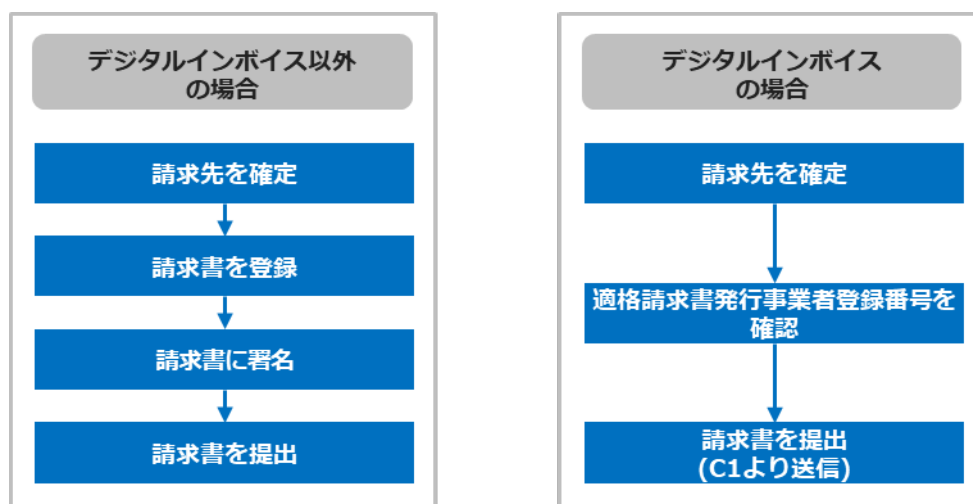 デジタルインボイス以外
の場合
請求先を確定
請求書を登録
請求書に署名
請求書を提出
デジタルインボイス
の場合
請求先を確定
適格請求書発行事業者登録番号を
確認
請求書を提出
(C1より送信)